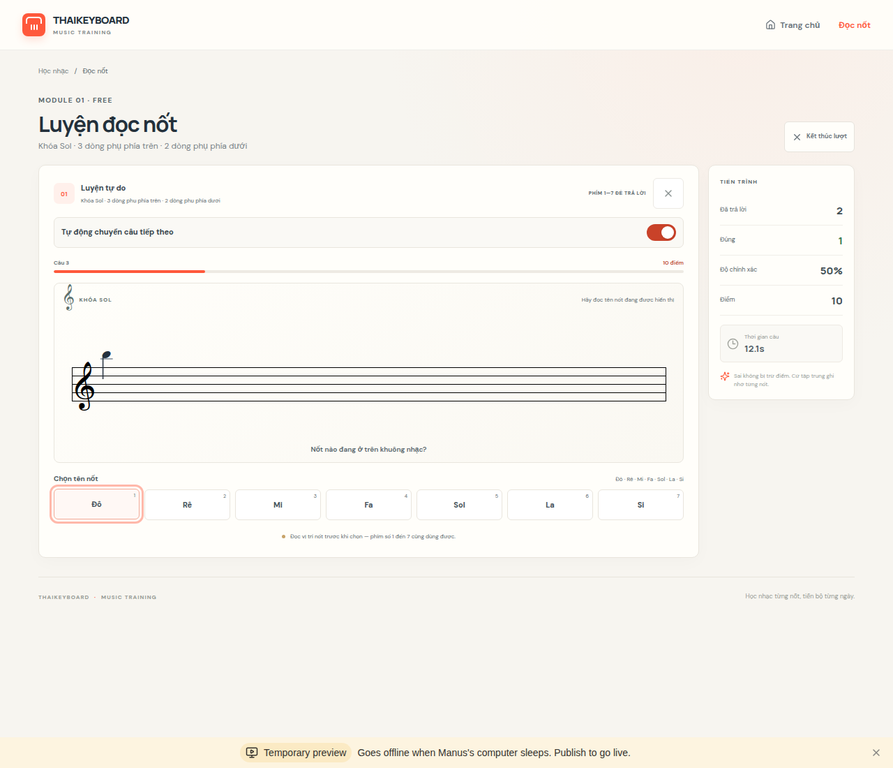 THAIKEYBOARD
MUSIC TRAINING
Trang chủ
Đọc nốt
Học nhạc / Đọc nốt
MODULE 01 · FREE
Luyện đọc nốt
Khóa Sol · 3 dòng phụ phía trên · 2 dòng phụ phía dưới
Kết thúc lượt
01
Luyện tự do
Khóa Sol · 3 dòng phụ phía trên · 2 dòng phụ phía dưới
PHÍM 1—7 ĐỂ TRẢ LỜI
Tự động chuyển câu tiếp theo
Câu 3
10 điểm
KHÓA SOL
Hãy đọc tên nốt đang được hiển thị
Nốt nào đang ở trên khuông nhạc?
Chọn tên nốt
Đô · Rê · Mi · Fa · Sol · La · Si
Đô 1
Rê 2
Mi 3
Fa 4
Sol 5
La 6
Si 7
Đọc vị trí nốt trước khi chọn — phím số 1 đến 7 cũng dùng được.
TIẾN TRÌNH
Đã trả lời 2
Đúng 1
Độ chính xác 50%
Điểm 10
Thời gian câu
12.1s
Sai không bị trừ điểm. Cứ tập trung ghi
nhớ từng nốt.
THAIKEYBOARD · MUSIC TRAINING
Học nhạc từng nốt, tiến bộ từng ngày.
Temporary preview Goes offline when Manus's computer sleeps. Publish to go live.